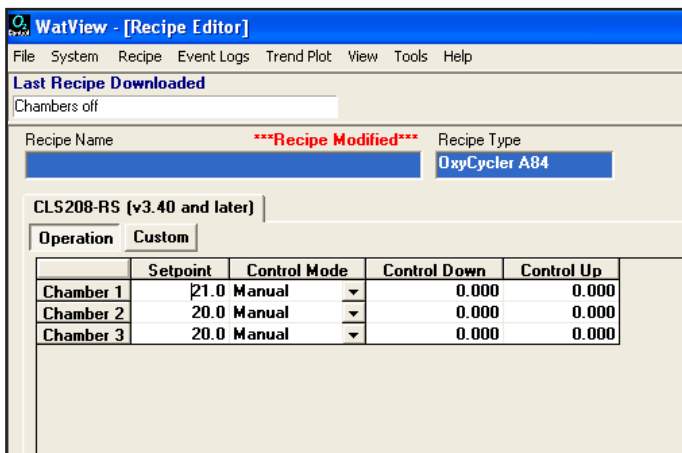 WatView - [Recipe Editor]
File System Recipe Event Logs Trend Plot View Tools Help
Last Recipe Downloaded
Chambers off
Recipe Name ***Recipe Modified*** Recipe Type
OxyCycler A84
CLS208-RS (v3.40 and later)
Operation Custom
Setpoint Control Mode Control Down Control Up
Chamber 1 21.0 Manual 0.000 0.000
Chamber 2 20.0 Manual 0.000 0.000
Chamber 3 20.0 Manual 0.000 0.000